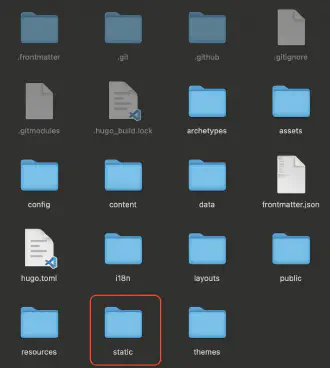 .frontmatter .git .github .gitignore
.gitmodules .hugo_build.lock archetypes assets
config content data frontmatter.json
hugo.toml i18n layouts public
resources static themes